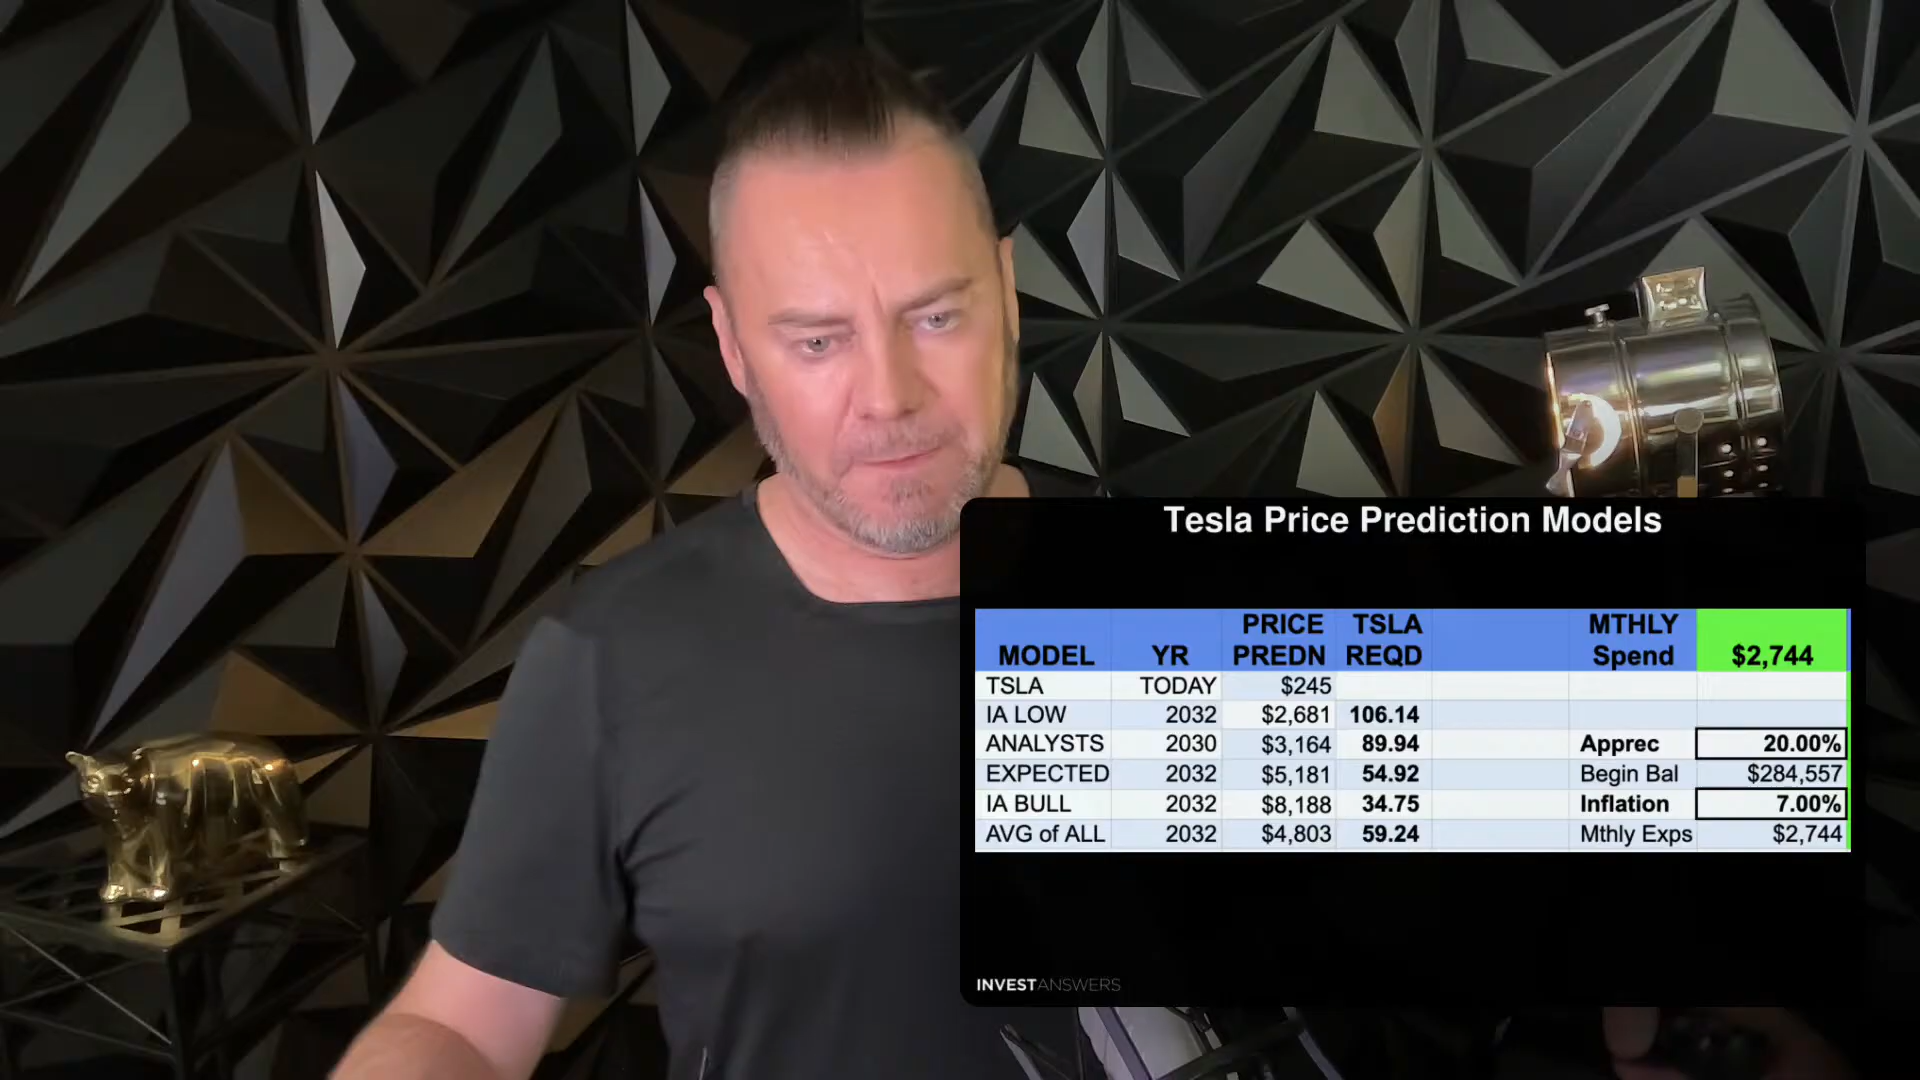 Tesla Price Prediction Models
PRICE TSLA MTHLY
MODEL YR PREDN REQD Spend $2,744
TSLA TODAY $245
IA LOW 2032 $2,681 106.14
ANALYSTS 2030 $3,164 89.94 Apprec 20.00%
EXPECTED 2032 $5,181 54.92 Begin Bal $284,557
IA BULL 2032 $8,188 34.75 Inflation 7.00%
AVG of ALL 2032 $4,803 59.24 Mthly Exps $2,744
INVESTANSWERS